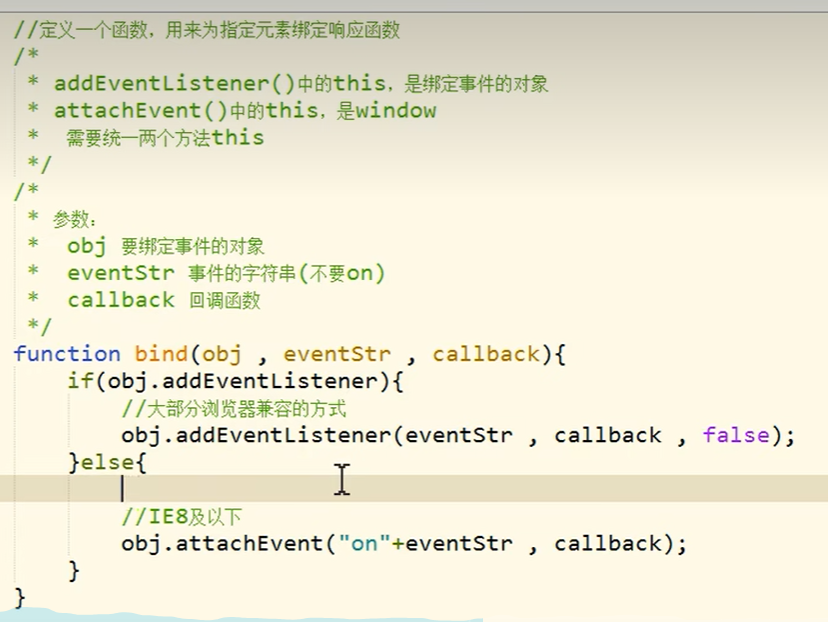 //定义一个函数，用来为指定元素绑定响应函数
/*
 * addEventListener()中的this，是绑定事件的对象
 * attachEvent()中的this，是window
 *  需要统一两个方法this
 */
/*
 * 参数：
 *  obj 要绑定事件的对象
 *  eventStr 事件的字符串(不要on)
 *  callback 回调函数
 */
function bind(obj , eventStr , callback){
    if(obj.addEventListener){
        //大部分浏览器兼容的方式
        obj.addEventListener(eventStr , callback , false);
    }else{
        //IE8及以下
        obj.attachEvent("on"+eventStr , callback);
    }
}